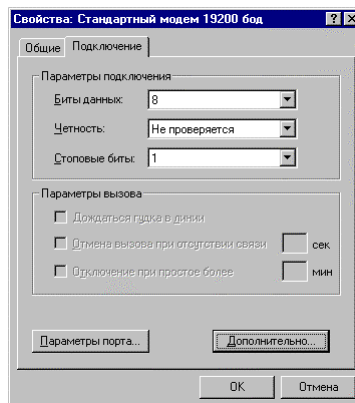 Свойства: Стандартный модем 19200 бод
Общие Подключение
Параметры подключения
Биты данных: 8
Четность: Не проверяется
Стоповые биты: 1
Параметры вызова
Дождаться гудка в линии
Отмена вызова при отсутствии связи сек
Отключение при простое более мин
Параметры порта... Дополнительно...
OK Отмена